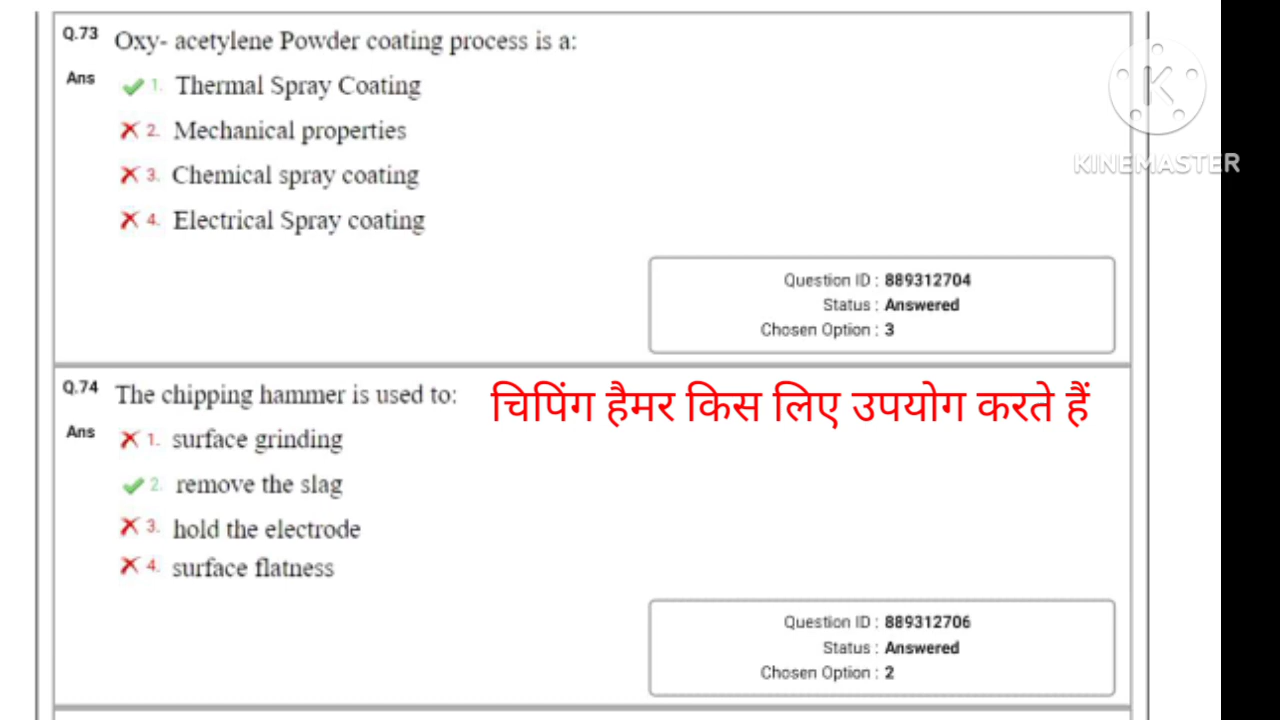 Q.73 Oxy- acetylene Powder coating process is a:
Ans 1. Thermal Spray Coating
2. Mechanical properties
3. Chemical spray coating
4. Electrical Spray coating
K
KINEMASTER
Question ID : 889312704
Status : Answered
Chosen Option : 3
Q.74 The chipping hammer is used to: चिपिंग हैमर किस लिए उपयोग करते हैं
Ans 1. surface grinding
2. remove the slag
3. hold the electrode
4. surface flatness
Question ID : 889312706
Status : Answered
Chosen Option : 2